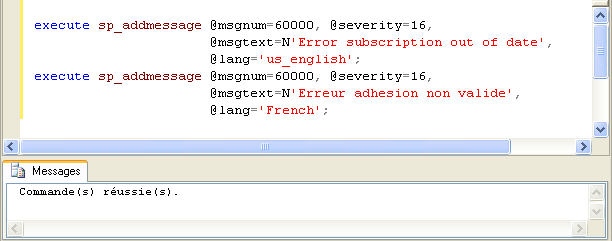 execute sp_addmessage @msgnum=60000, @severity=16,
@msgtext=N'Error subscription out of date',
@lang='us_english';
execute sp_addmessage @msgnum=60000, @severity=16,
@msgtext=N'Erreur adhesion non valide',
@lang='French';
Messages
Commande(s) réussie(s).